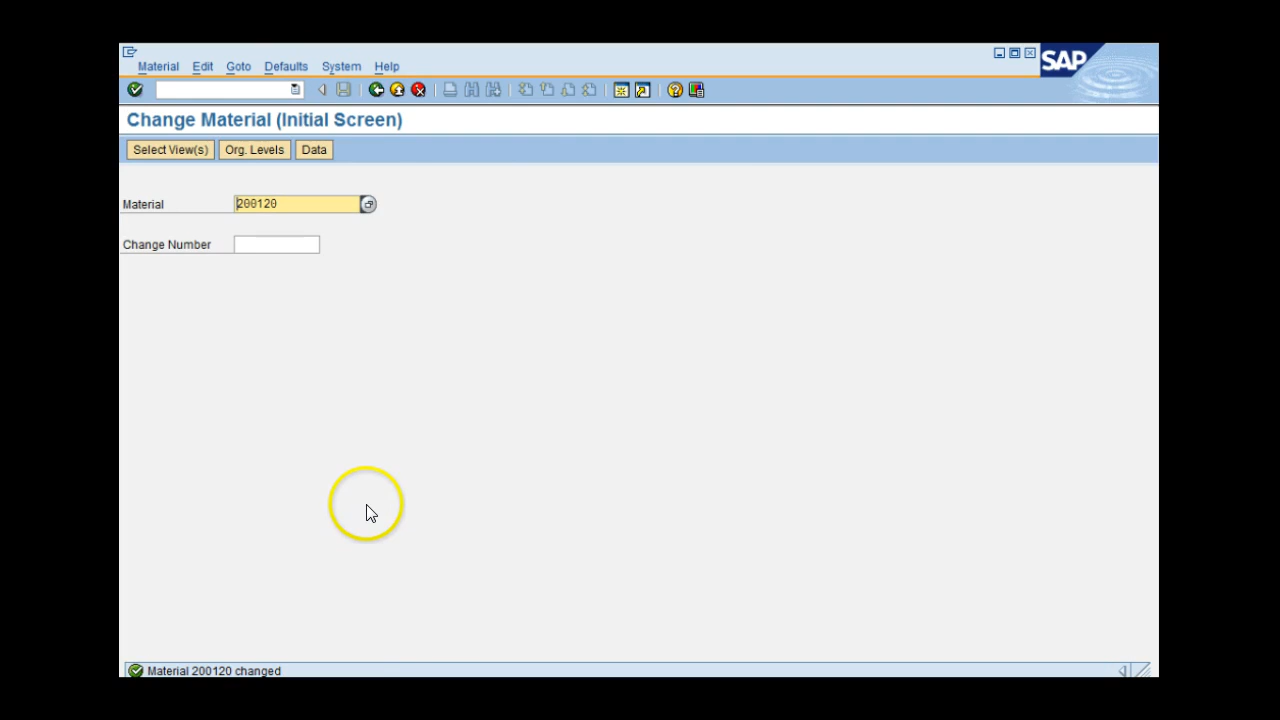 Material Edit Goto Defaults System Help
SAP
Change Material (Initial Screen)
Select View(s) Org. Levels Data
Material 200120
Change Number
Material 200120 changed